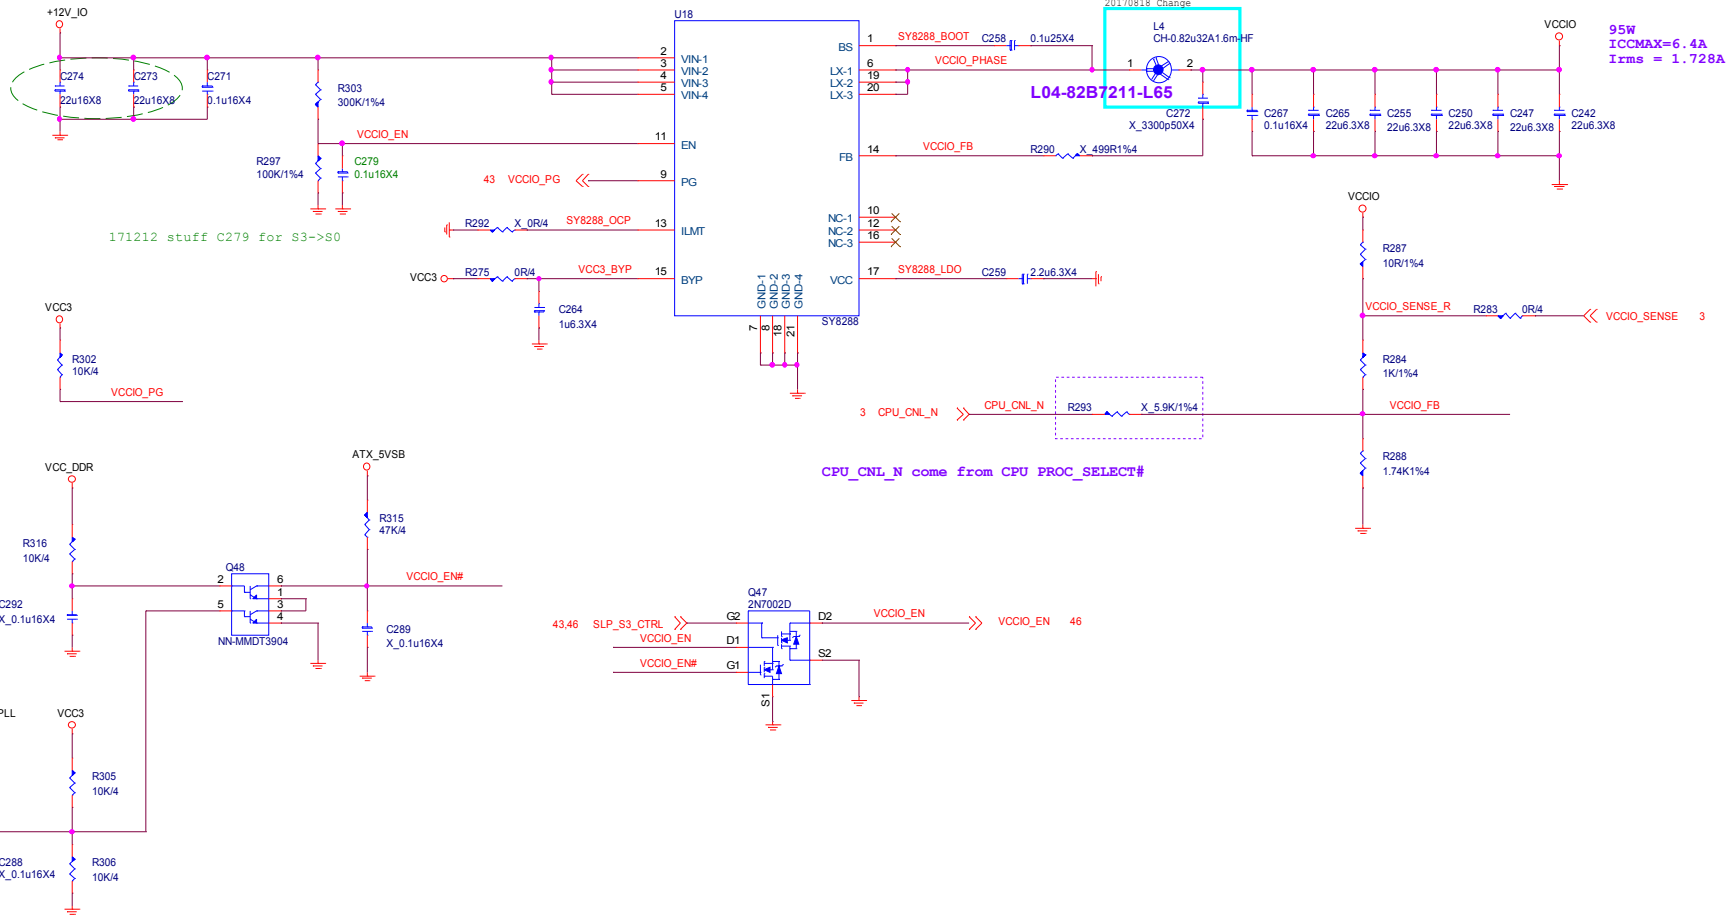 20170818 Change
+12V_IO
U18
L4
CH-0.82u32A1.6m-HF
VCCIO
95W
ICCMAX=6.4A
Irms = 1.728A
C274
22u16X8
C273
22u16X8
C271
0.1u16X4
R303
300K/1%4
2 VIN-1
3 VIN-2
4 VIN-3
5 VIN-4
BS 1 SY8288_BOOT C258 0.1u25X4
LX-1 6 VCCIO_PHASE
LX-2 19
LX-3 20
1 2
L04-82B7211-L65
C272
X_3300p50X4
C267
0.1u16X4
C265
22u6.3X8
C255
22u6.3X8
C250
22u6.3X8
C247
22u6.3X8
C242
22u6.3X8
VCCIO_EN
11 EN
R297
100K/1%4
C279
0.1u16X4
FB 14 VCCIO_FB R290 X_499R1%4
43 VCCIO_PG 9 PG
171212 stuff C279 for S3->S0
R292 X_0R/4 SY8288_OCP 13 ILMT
NC-1 10
NC-2 12
NC-3 16
VCC3 R275 0R/4 VCC3_BYP 15 BYP
VCC 17 SY8288_LDO C259 2.2u6.3X4
C264
1u6.3X4
GND-1
GND-2
GND-3
GND-4
7
8
18
21
SY8288
VCCIO
R287
10R/1%4
VCCIO_SENSE_R R283 0R/4 VCCIO_SENSE 3
R284
1K/1%4
VCC3
R302
10K/4
VCCIO_PG
3 CPU_CNL_N CPU_CNL_N R293 X_5.9K/1%4 VCCIO_FB
R288
1.74K1%4
CPU_CNL_N come from CPU PROC_SELECT#
VCC_DDR
ATX_5VSB
R316
10K/4
R315
47K/4
Q48
2 6
1
5 3
4
NN-MMDT3904
VCCIO_EN#
C292
X_0.1u16X4
C289
X_0.1u16X4
Q47
2N7002D
43,46 SLP_S3_CTRL G2
VCCIO_EN D1
VCCIO_EN# G1
D2 VCCIO_EN VCCIO_EN 46
S2
S1
PLL
VCC3
R305
10K/4
C288
X_0.1u16X4
R306
10K/4